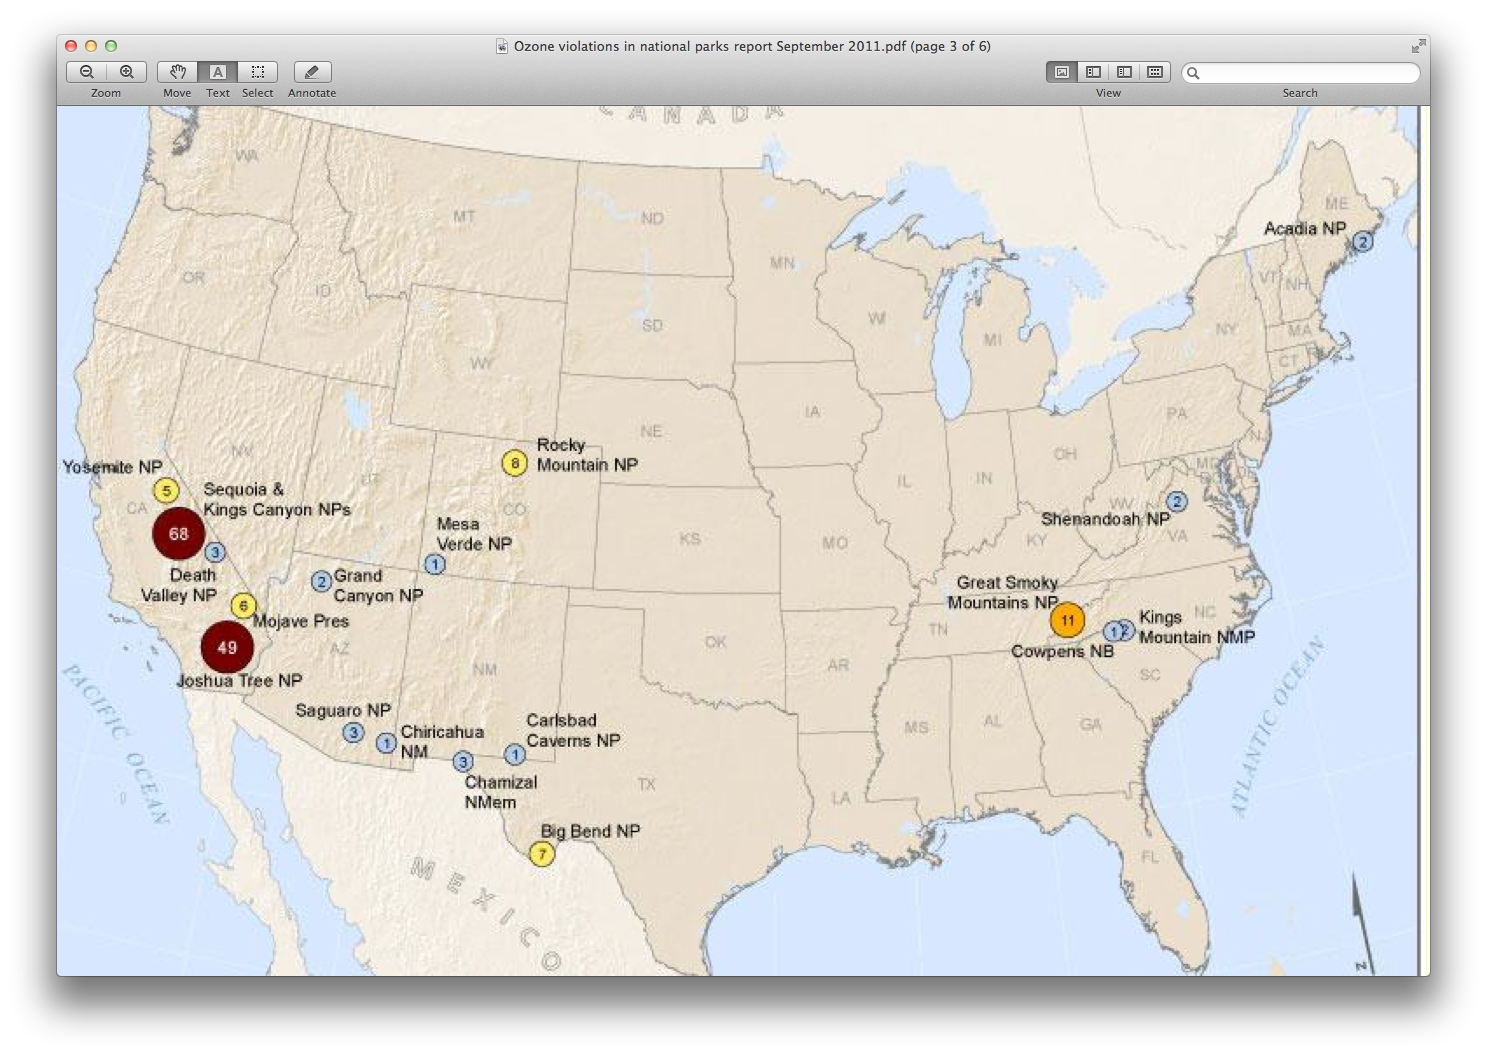 Ozone violations in national parks report September 2011.pdf (page 3 of 6)
A
Zoom
Move
Text
Select
Annotate
View
Search
CANADA
WA
MT
ND
MN
ME
Acadia NP
2
OR
ID
SD
WI
MI
VT
NH
NY
MA
CT
RI
WY
IA
PA
NE
NV
Rocky
Mountain NP
8
OH
NJ
Yosemite NP
5
Sequoia &
Kings Canyon NPs
68
CA
UT
CO
IL
IN
WV
MD
DE
2
Shenandoah NP
VA
Mesa
Verde NP
1
KS
MO
KY
3
Death
Valley NP
2
Grand
Canyon NP
Great Smoky
Mountains NP
11
6
Mojave Pres
NC
Kings
Mountain NMP
1
2
Cowpens NB
TN
49
Joshua Tree NP
AZ
NM
OK
AR
SC
PACIFIC OCEAN
ATLANTIC OCEAN
Saguaro NP
3
Chiricahua
NM
1
Carlsbad
Caverns NP
1
3
Chamizal
NMem
MS
AL
GA
TX
LA
Big Bend NP
7
FL
MEXICO
N